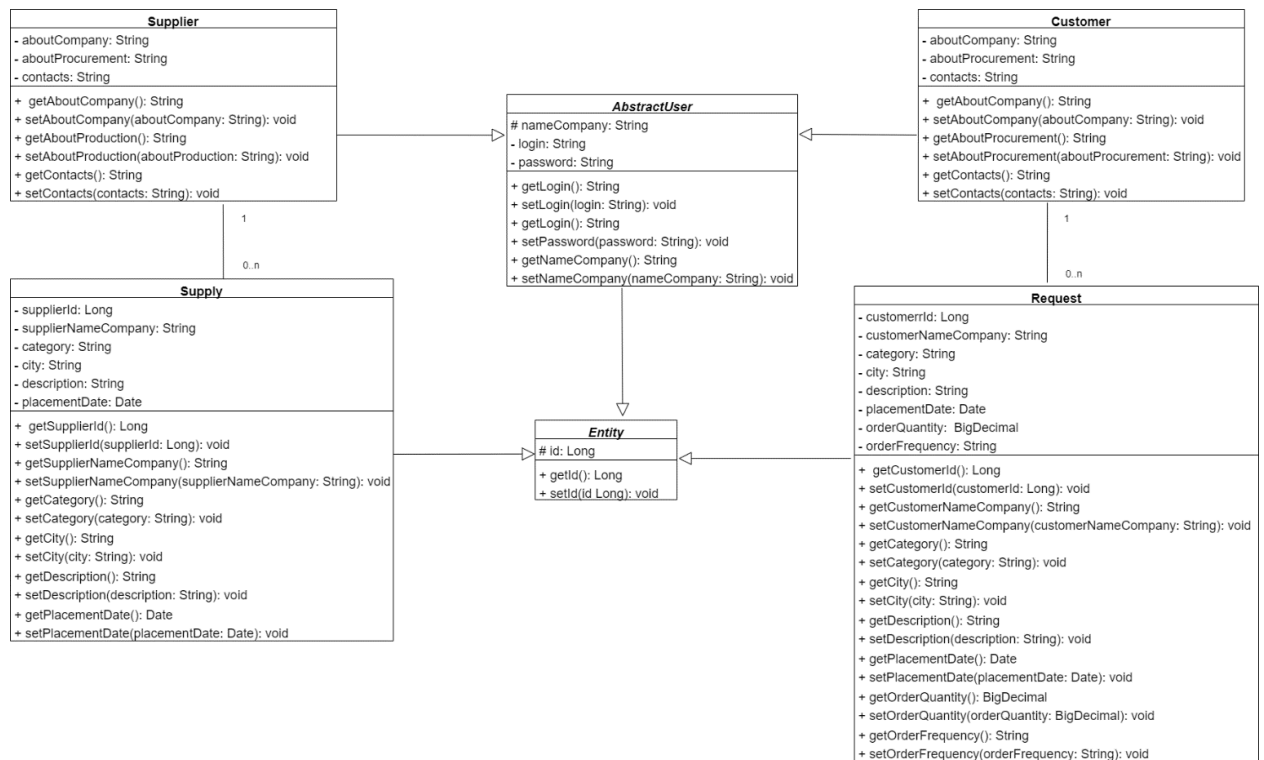 Supplier
- aboutCompany: String
- aboutProcurement: String
- contacts: String
+ getAboutCompany(): String
+ setAboutCompany(aboutCompany: String): void
+ getAboutProduction(): String
+ setAboutProduction(aboutProduction: String): void
+ getContacts(): String
+ setContacts(contacts: String): void
1
0..n
Supply
- supplierId: Long
- supplierNameCompany: String
- category: String
- city: String
- description: String
- placementDate: Date
+ getSupplierId(): Long
+ setSupplierId(supplierId: Long): void
+ getSupplierNameCompany(): String
+ setSupplierNameCompany(supplierNameCompany: String): void
+ getCategory(): String
+ setCategory(category: String): void
+ getCity(): String
+ setCity(city: String): void
+ getDescription(): String
+ setDescription(description: String): void
+ getPlacementDate(): Date
+ setPlacementDate(placementDate: Date): void
AbstractUser
# nameCompany: String
- login: String
- password: String
+ getLogin(): String
+ setLogin(login: String): void
+ getLogin(): String
+ setPassword(password: String): void
+ getNameCompany(): String
+ setNameCompany(nameCompany: String): void
Entity
# id: Long
+ getId(): Long
+ setId(id Long): void
Customer
- aboutCompany: String
- aboutProcurement: String
- contacts: String
+ getAboutCompany(): String
+ setAboutCompany(aboutCompany: String): void
+ getAboutProcurement(): String
+ setAboutProcurement(aboutProcurement: String): void
+ getContacts(): String
+ setContacts(contacts: String): void
1
0..n
Request
- customerrId: Long
- customerNameCompany: String
- category: String
- city: String
- description: String
- placementDate: Date
- orderQuantity: BigDecimal
- orderFrequency: String
+ getCustomerId(): Long
+ setCustomerId(customerId: Long): void
+ getCustomerNameCompany(): String
+ setCustomerNameCompany(customerNameCompany: String): void
+ getCategory(): String
+ setCategory(category: String): void
+ getCity(): String
+ setCity(city: String): void
+ getDescription(): String
+ setDescription(description: String): void
+ getPlacementDate(): Date
+ setPlacementDate(placementDate: Date): void
+ getOrderQuantity(): BigDecimal
+ setOrderQuantity(orderQuantity: BigDecimal): void
+ getOrderFrequency(): String
+ setOrderFrequency(orderFrequency: String): void